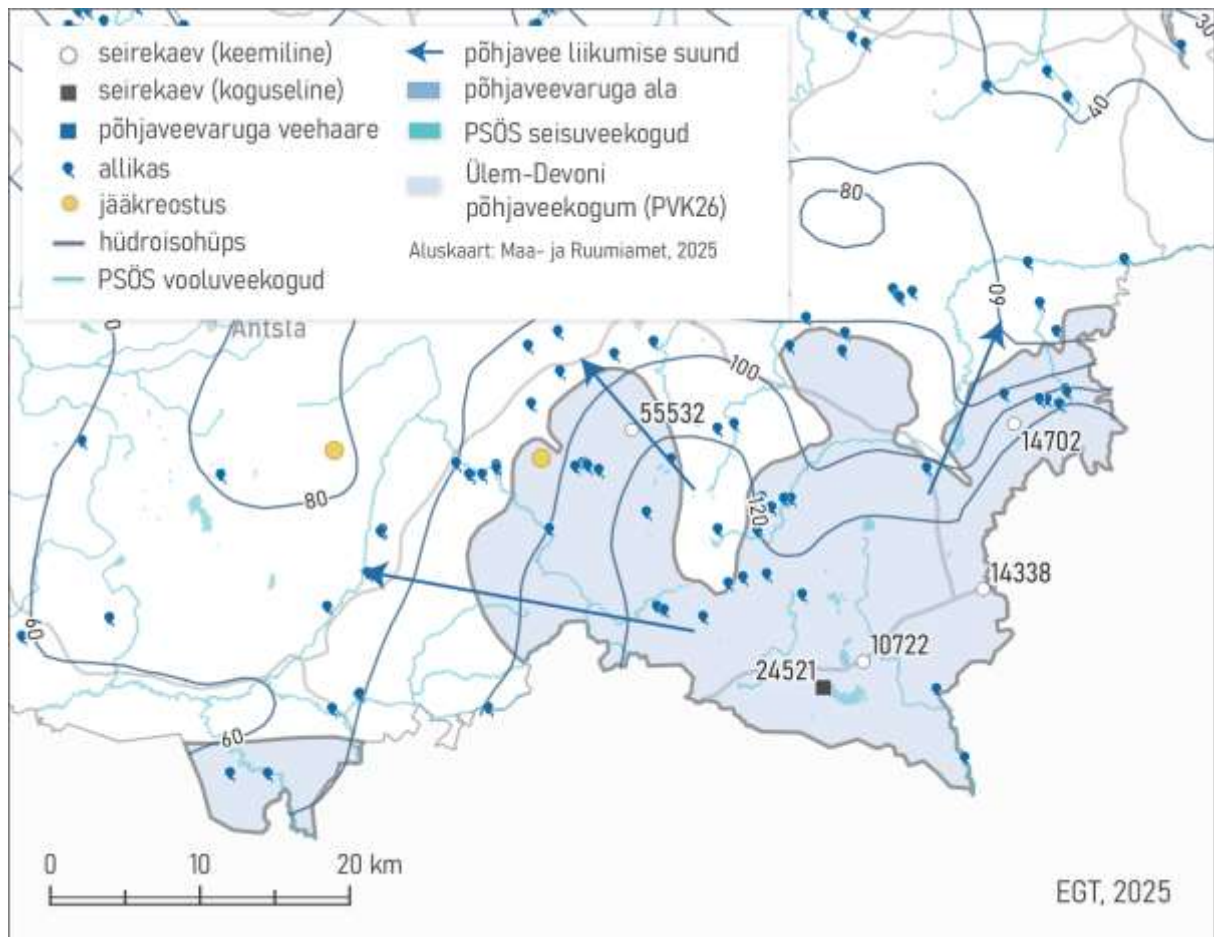 seirekaev (keemiline)
seirekaev (koguseline)
põhjaveevaruga veehaare
allikas
jääkreostus
hüdroisohüps
PSÖS vooluveekogud
põhjavee liikumise suund
põhjaveevaruga ala
PSÖS seisuveekogud
Ülem-Devoni
põhjaveekogum (PVK26)
Aluskaart: Maa- ja Ruumiamet, 2025
30
40
80
60
Antsla
100
55532
14702
80
120
14338
60
10722
24521
60
0 10 20 km
EGT, 2025